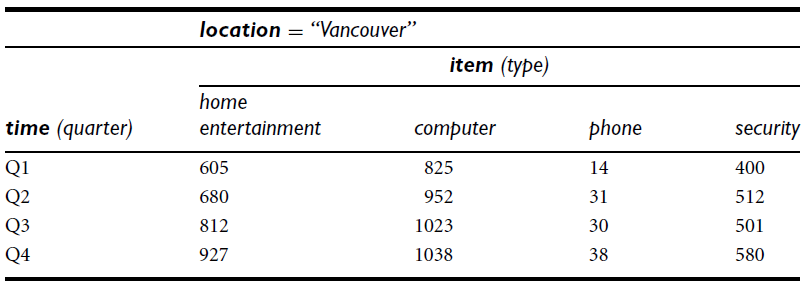 location = “Vancouver”
item (type)
home
time (quarter) entertainment computer phone security
Q1 605 825 14 400
Q2 680 952 31 512
Q3 812 1023 30 501
Q4 927 1038 38 580